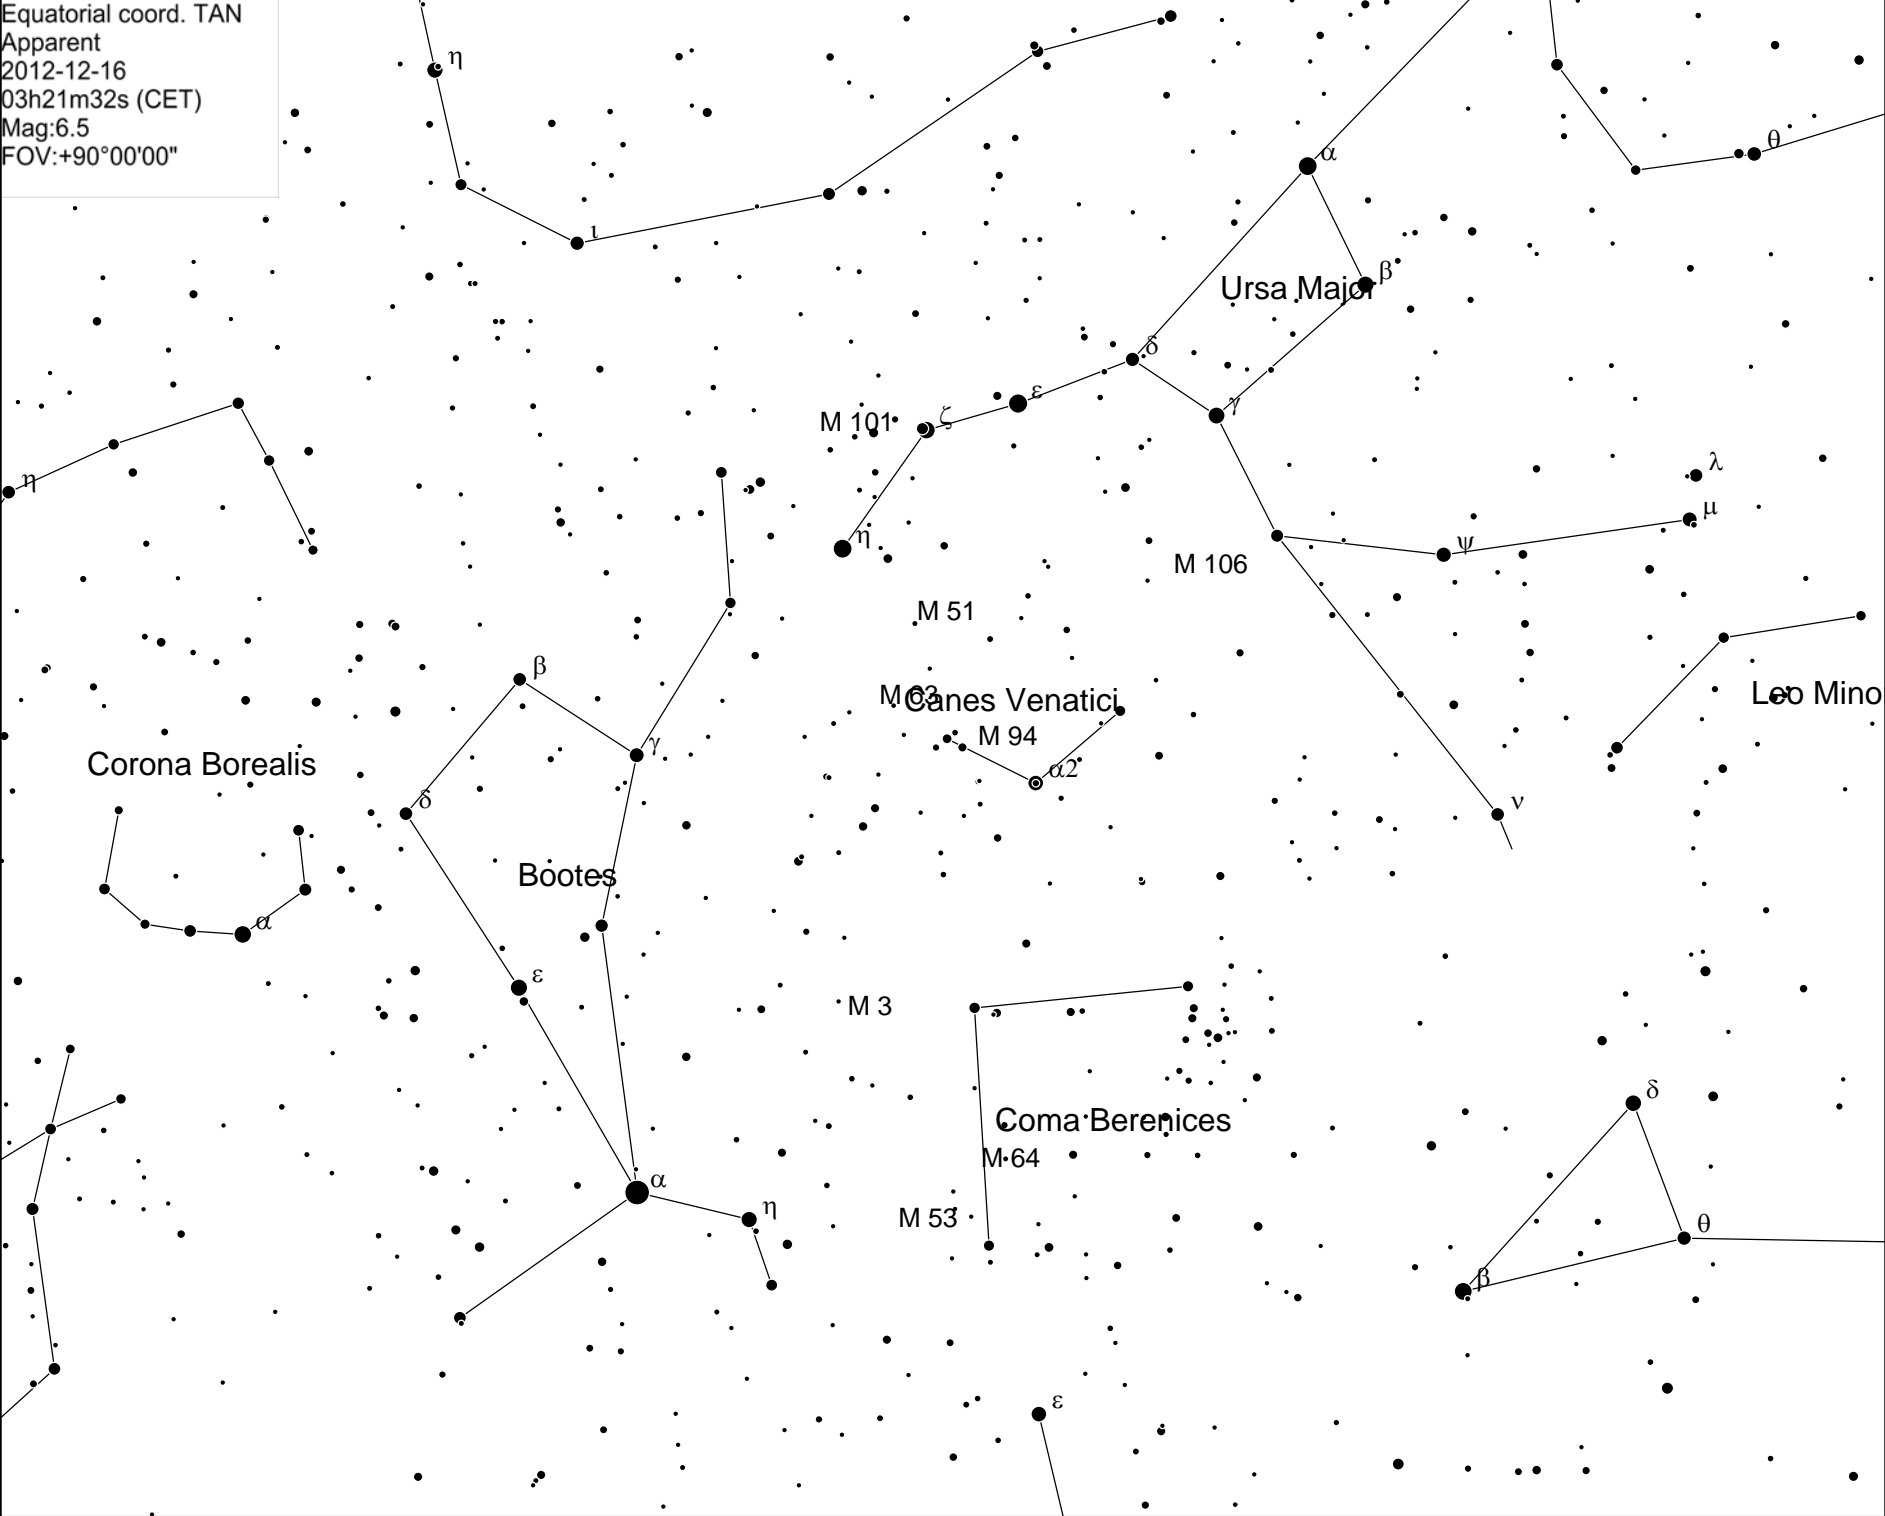 Equatorial coord. TAN
Apparent
2012-12-16
03h21m32s (CET)
Mag:6.5
FOV:+90°00'00"
η
θ
α
ι
β
Ursa Major
δ
ε
γ
ζ
M 101
λ
η
μ
η
ψ
M 106
M 51
β
M 63
Canes Venatici
Leo Mino
M 94
γ
Corona Borealis
α2
δ
ν
Bootes
α
ε
M 3
δ
Coma Berenices
M 64
α
η
M 53
θ
β
ε